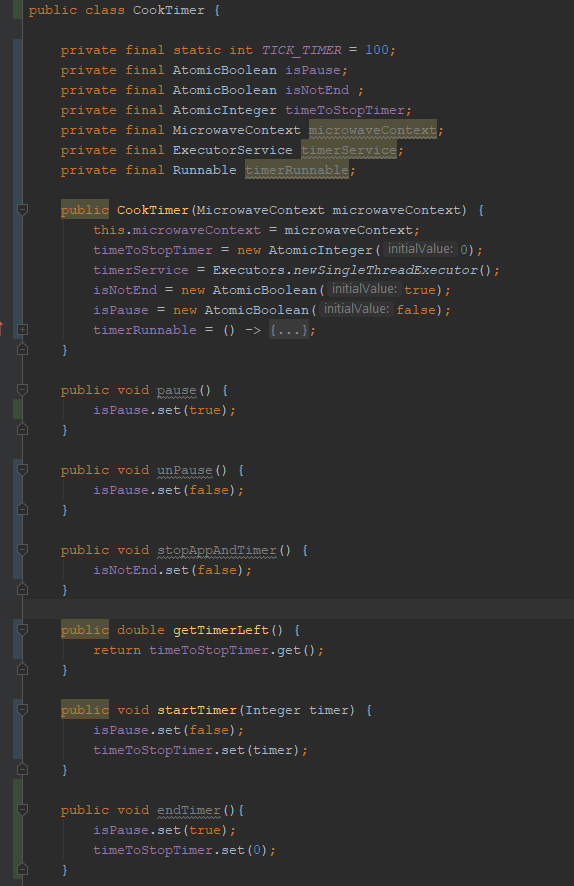 public class CookTimer {
private final static int TICK_TIMER = 100;
private final AtomicBoolean isPause;
private final AtomicBoolean isNotEnd ;
private final AtomicInteger timeToStopTimer;
private final MicrowaveContext microwaveContext;
private final ExecutorService timerService;
private final Runnable timerRunnable;
public CookTimer(MicrowaveContext microwaveContext) {
this.microwaveContext = microwaveContext;
timeToStopTimer = new AtomicInteger( initialValue: 0);
timerService = Executors.newSingleThreadExecutor();
isNotEnd = new AtomicBoolean( initialValue: true);
isPause = new AtomicBoolean( initialValue: false);
timerRunnable = () -> {...};
}
public void pause() {
isPause.set(true);
}
public void unPause() {
isPause.set(false);
}
public void stopAppAndTimer() {
isNotEnd.set(false);
}
public double getTimerLeft() {
return timeToStopTimer.get();
}
public void startTimer(Integer timer) {
isPause.set(false);
timeToStopTimer.set(timer);
}
public void endTimer(){
isPause.set(true);
timeToStopTimer.set(0);
}